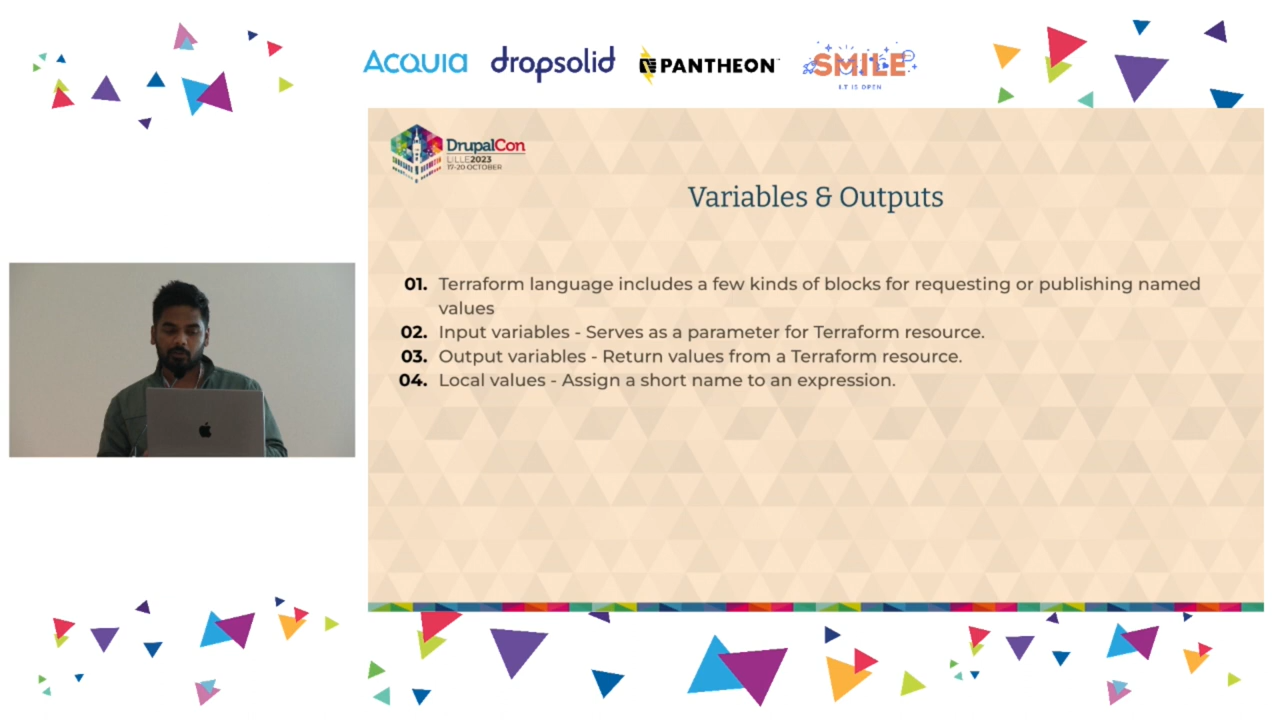 ACQUIA dropsolid PANTHEON SMILE
I.T IS OPEN
DrupalCon
LILLE2023
17-20·OCTOBER
Variables & Outputs
01. Terraform language includes a few kinds of blocks for requesting or publishing named
values
02. Input variables - Serves as a parameter for Terraform resource.
03. Output variables - Return values from a Terraform resource.
04. Local values - Assign a short name to an expression.